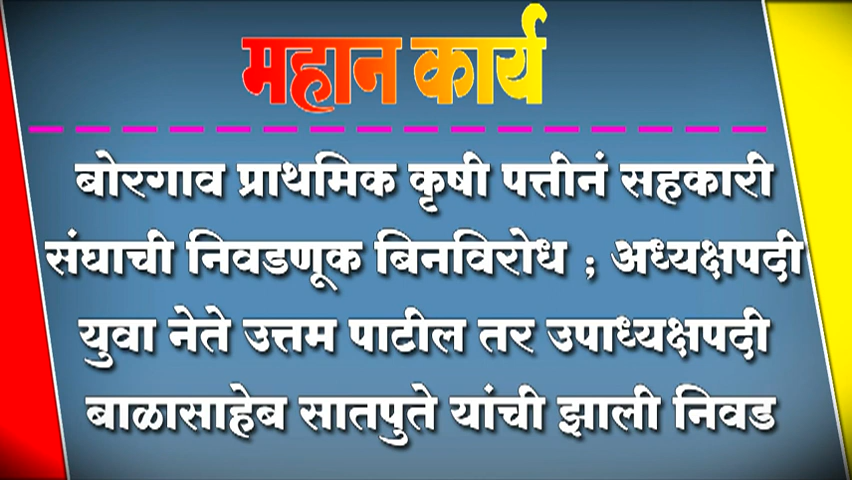 महान कार्य
बोरगाव प्राथमिक कृषी पत्तीनं सहकारी
संघाची निवडणूक बिनविरोध ; अध्यक्षपदी
युवा नेते उत्तम पाटील तर उपाध्यक्षपदी
बाळासाहेब सातपुते यांची झाली निवड